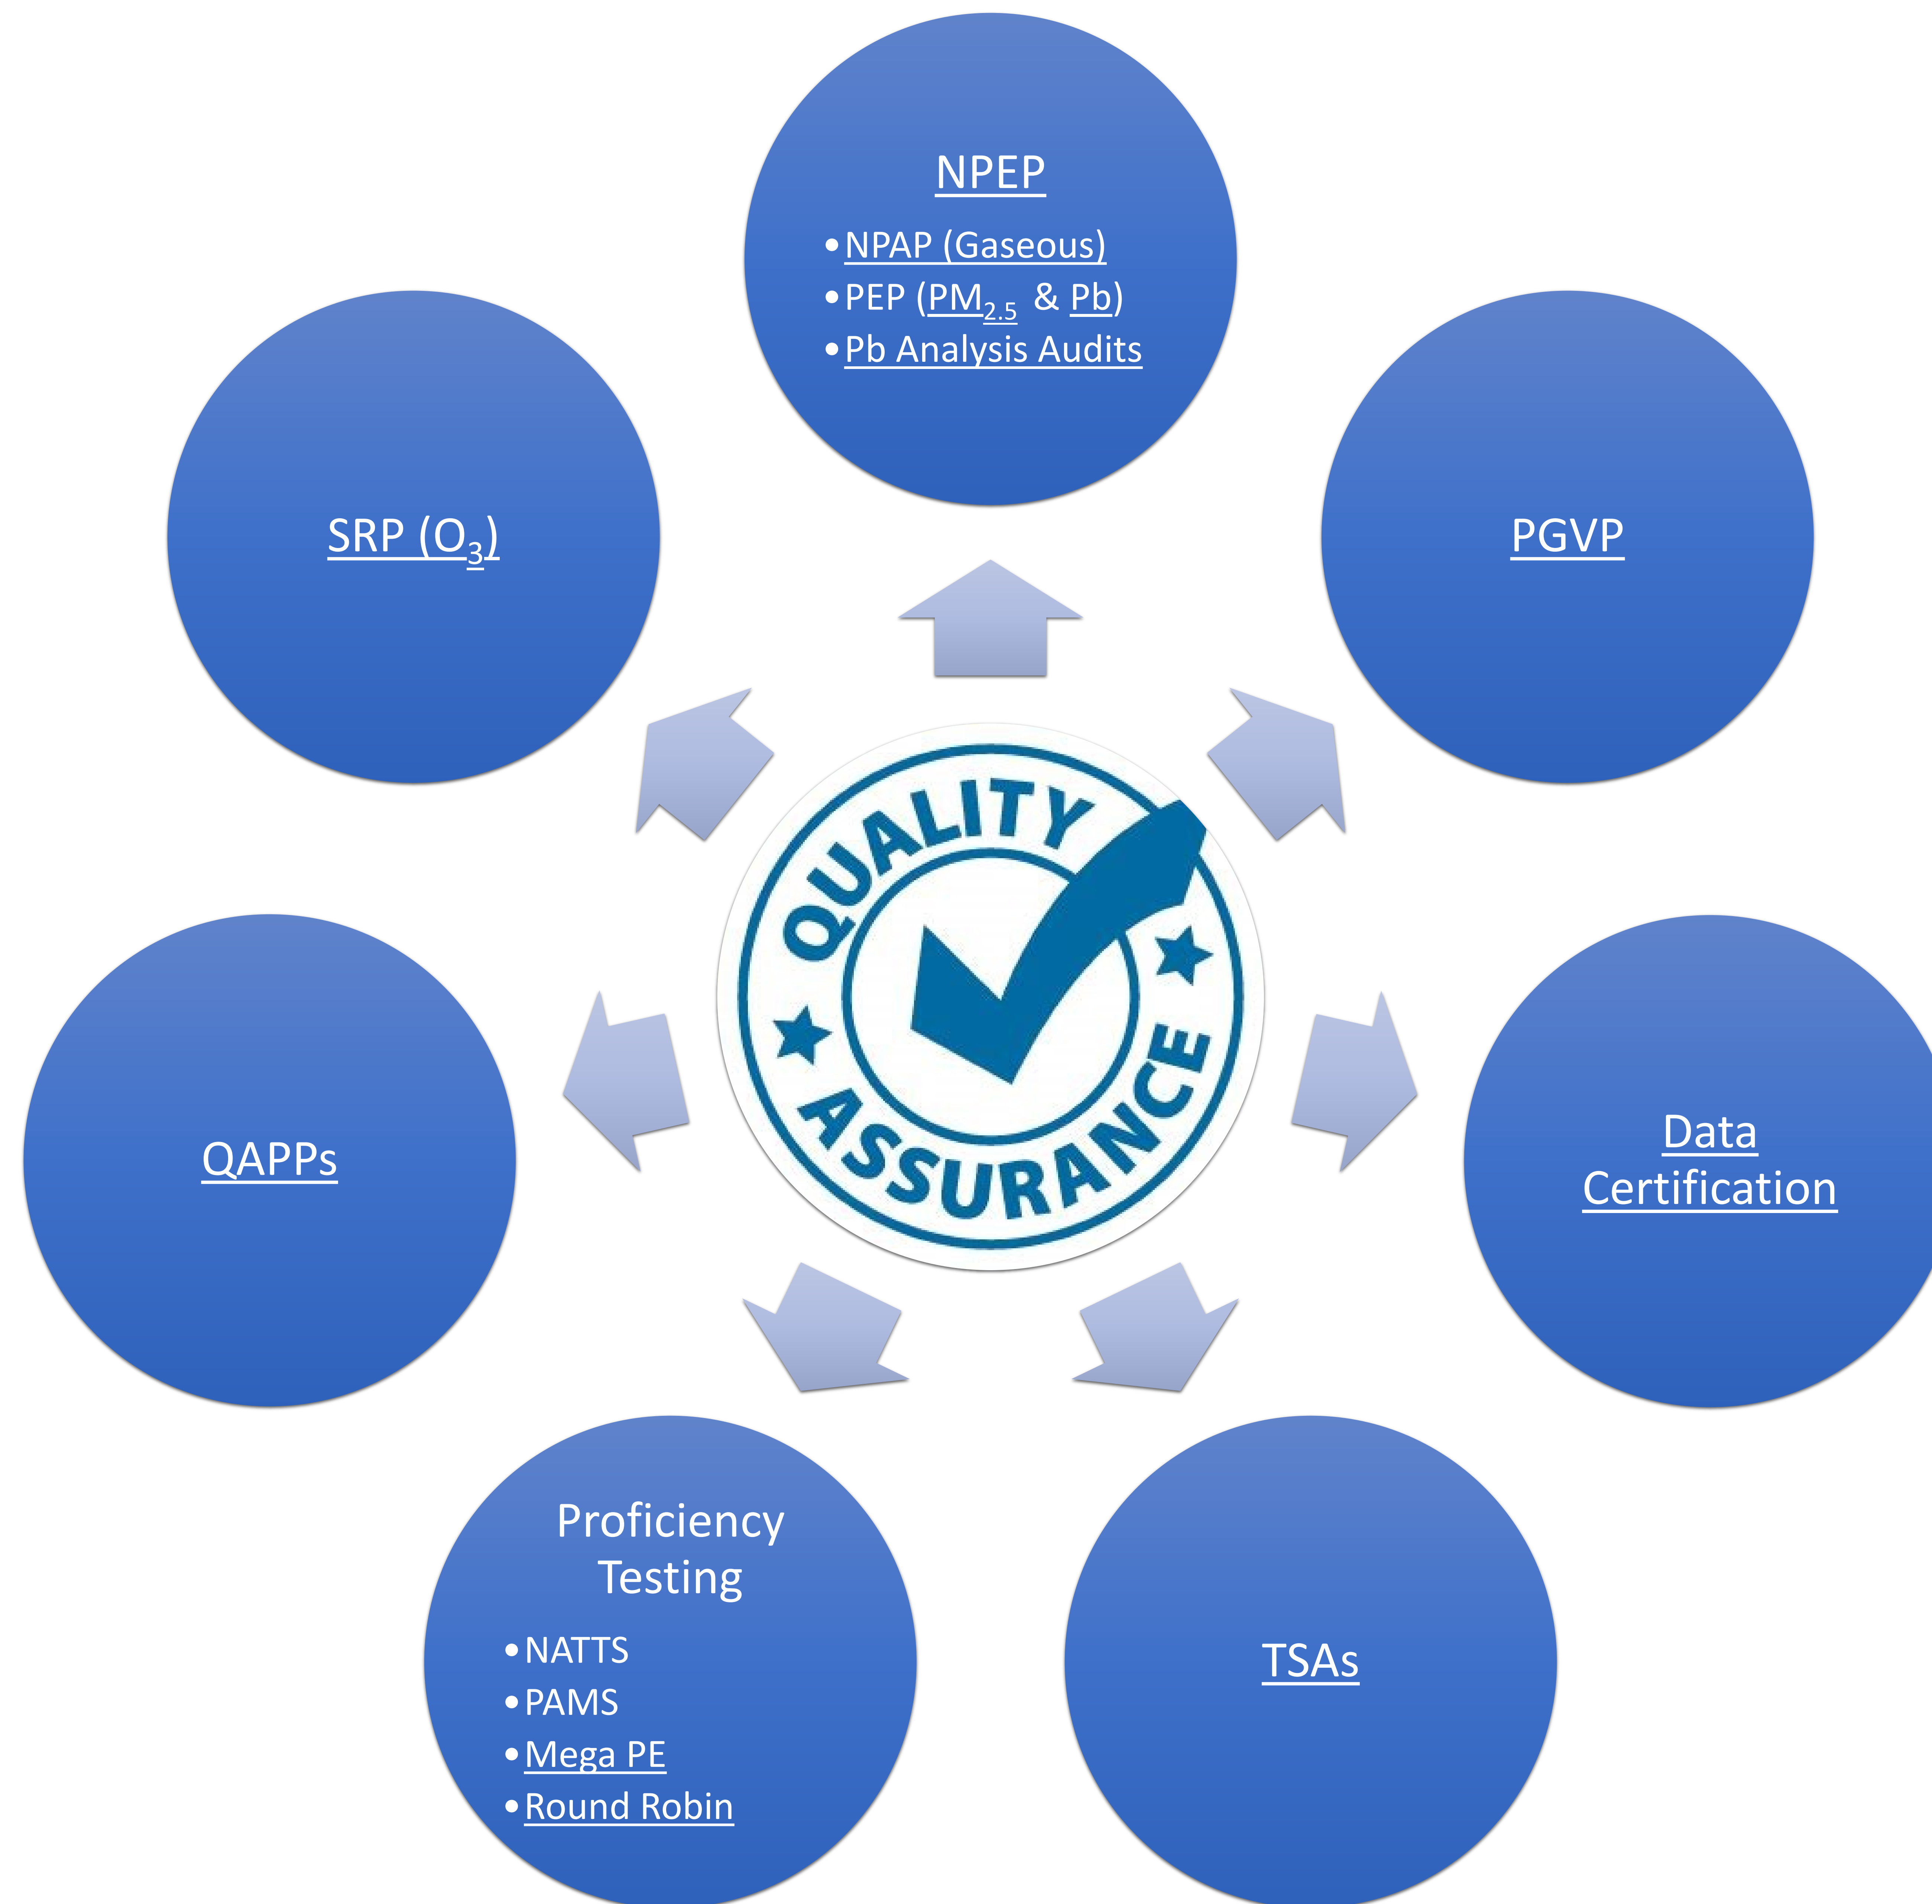 NPEP
•NPAP (Gaseous)
•PEP (PM₂.₅ & Pb)
•Pb Analysis Audits
SRP (O₃)
PGVP
QUALITY
ASSURANCE
QAPPs
Data
Certification
Proficiency
Testing
•NATTS
•PAMS
•Mega PE
•Round Robin
TSAs